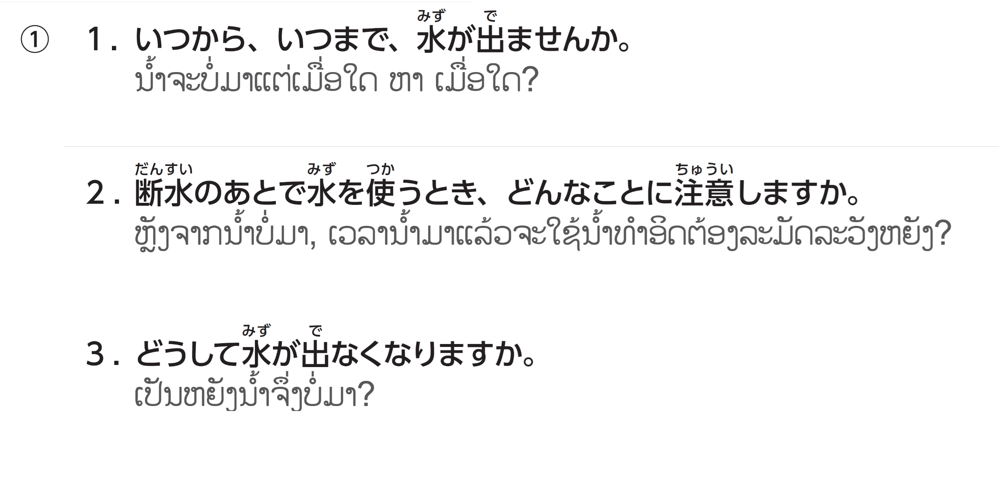 みず で
① 1. いつから、いつまで、水が出ませんか。
ນ້ຳຈະບໍ່ມາແຕ່ເມື່ອໃດ ຫາ ເມື່ອໃດ?
だんすい みず つか ちゅうい
2. 断水のあとで水を使うとき、どんなことに注意しますか。
ຫຼັງຈາກນ້ຳບໍ່ມາ, ເວລານ້ຳມາແລ້ວຈະໃຊ້ນ້ຳທຳອິດຕ້ອງລະມັດລະວັງຫຍັງ?
みず で
3. どうして水が出なくなりますか。
ເປັນຫຍັງນ້ຳຈຶ່ງບໍ່ມາ?